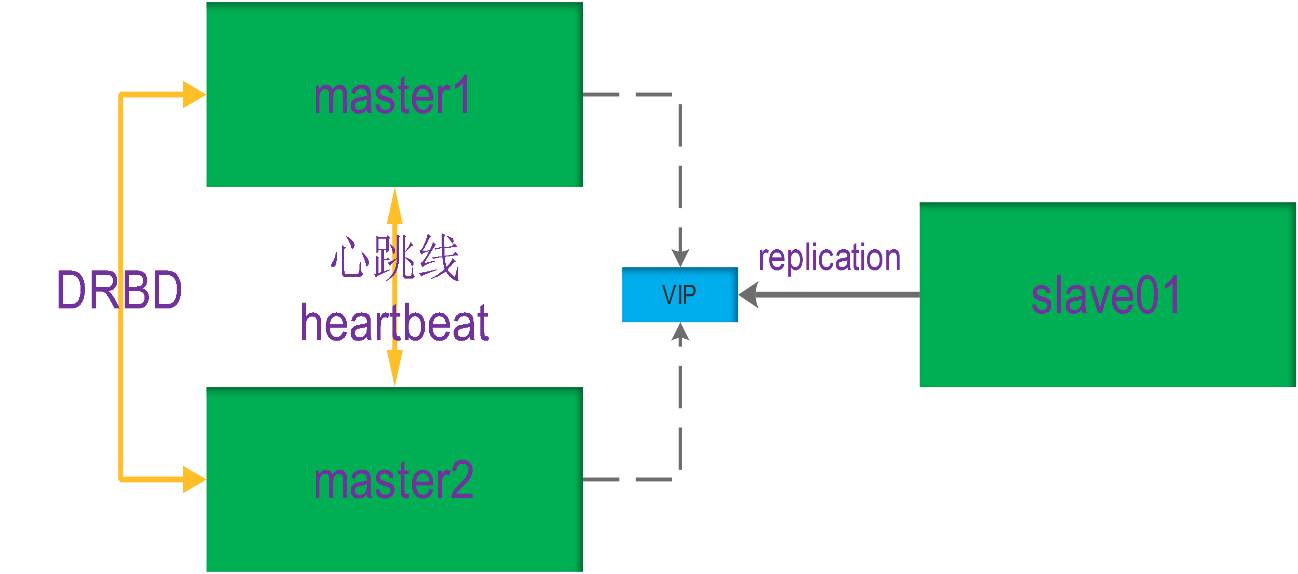 master1
心跳线
heartbeat
DRBD
VIP
replication
slave01
master2